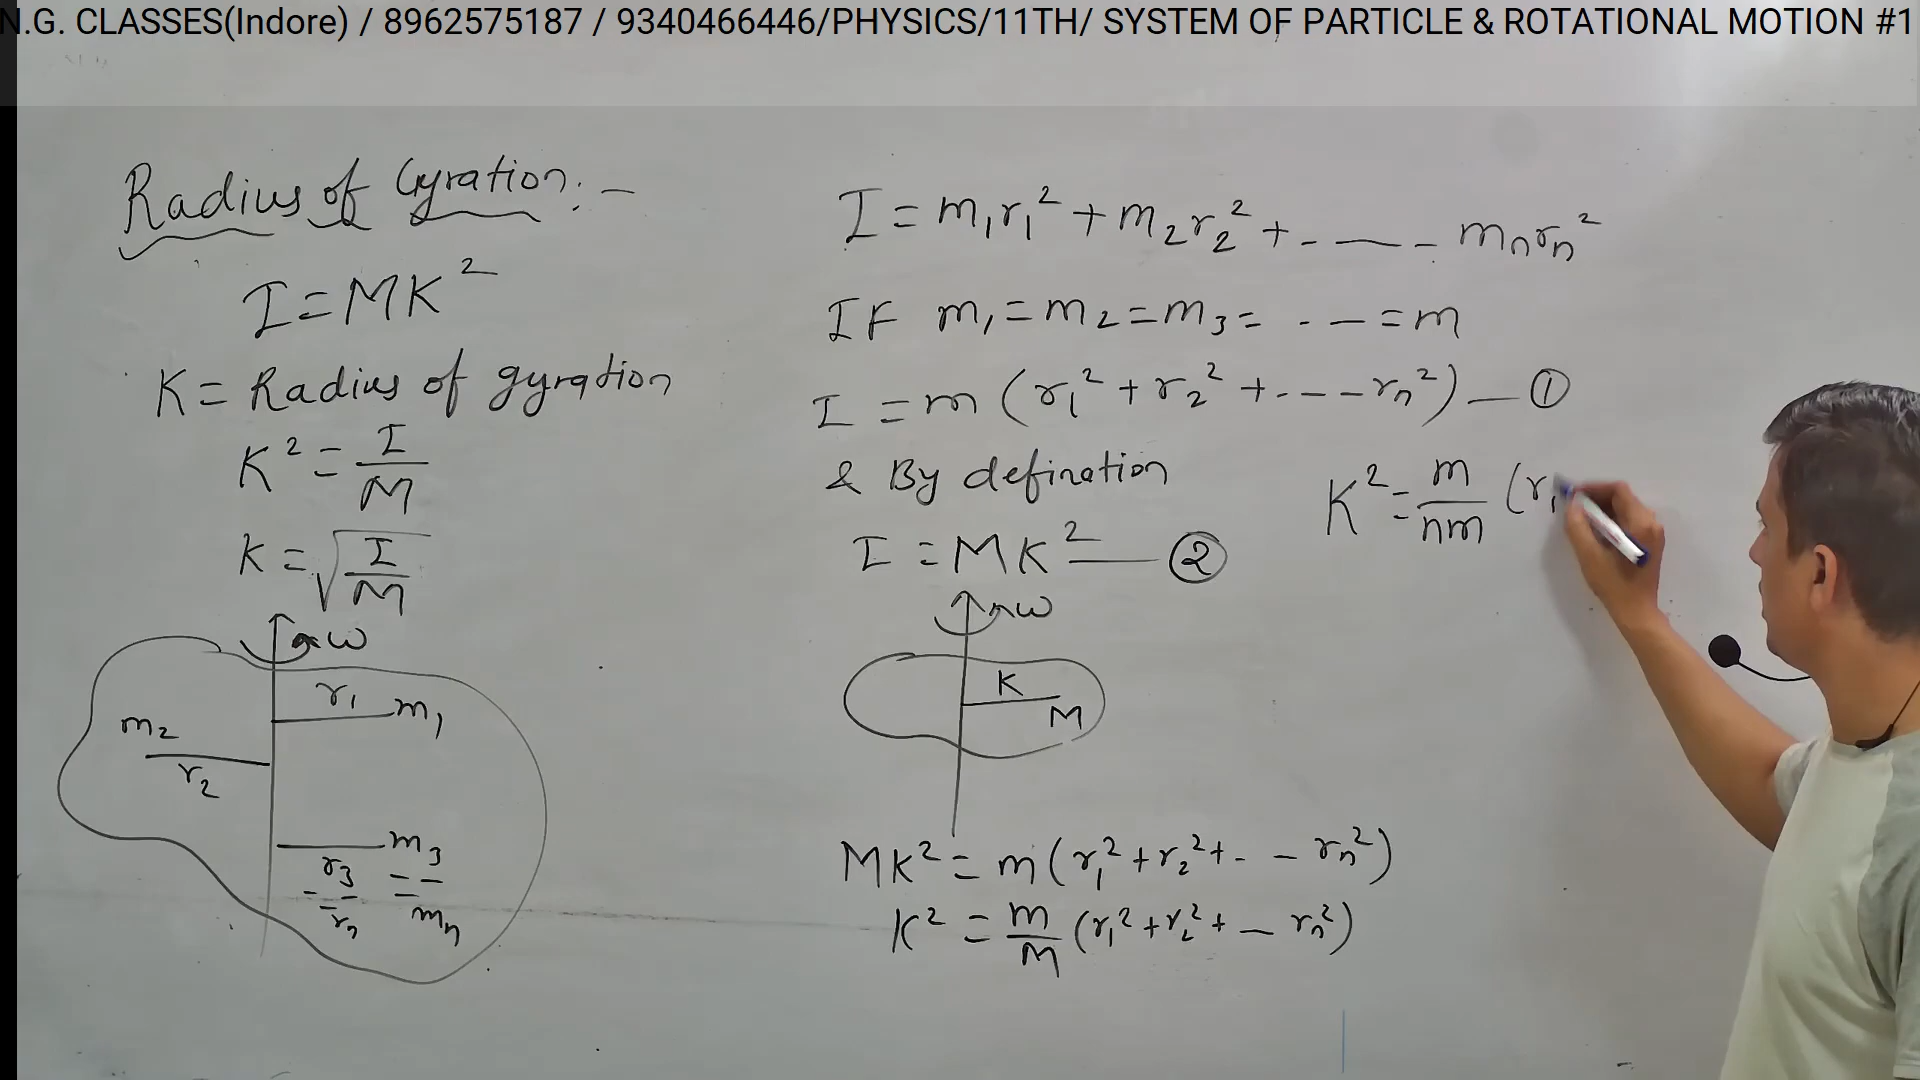 N.G. CLASSES(Indore) / 8962575187 / 9340466446/PHYSICS/11TH/ SYSTEM OF PARTICLE & ROTATIONAL MOTION #1
Radius of Gyration:-
I = MK²
K = Radius of gyration
K² = I/M
K = √(I/M)
ω
r₁ m₁
m₂
r₂
m₃
r₃
rₙ mₙ
I = m₁r₁² + m₂r₂² + - - - mₙrₙ²
IF m₁ = m₂ = m₃ = - - = m
I = m (r₁² + r₂² + - - - rₙ²) — ①
& By defination
I = MK² — ②
ω
K
M
MK² = m (r₁² + r₂² + - - rₙ²)
K² = m/M (r₁² + r₂² + — rₙ²)
K² = m/nm (r₁